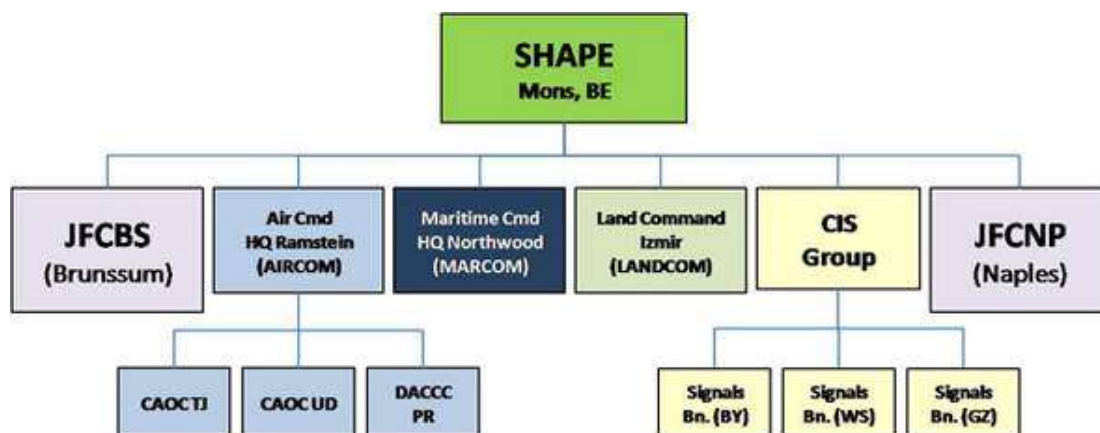 SHAPE
Mons, BE
JFCBS
(Brunssum)
Air Cmd
HQ Ramstein
(AIRCOM)
Maritime Cmd
HQ Northwood
(MARCOM)
Land Command
Izmir
(LANDCOM)
CIS
Group
JFCNP
(Naples)
CAOC TJ
CAOC UD
DACCC
PR
Signals
Bn. (BY)
Signals
Bn. (WS)
Signals
Bn. (GZ)